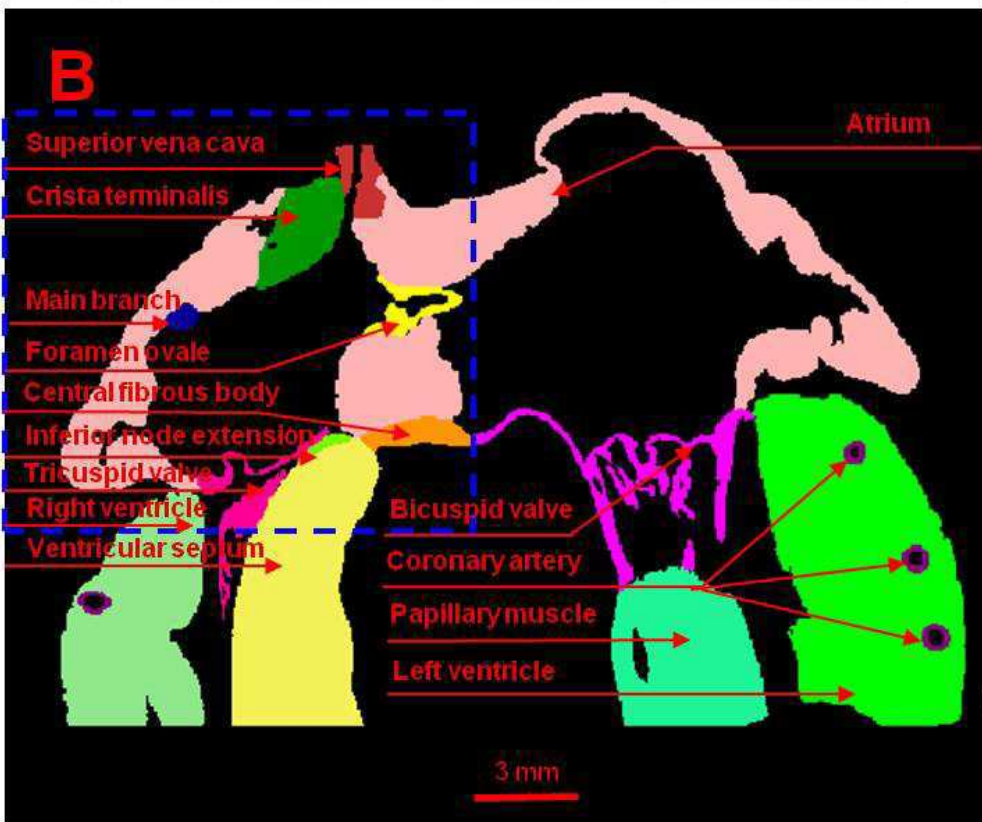 B
Superior vena cava
Atrium
Crista terminalis
Main branch
Foramen ovale
Central fibrous body
Inferior node extension
Tricuspid valve
Right ventricle
Ventricular septum
Bicuspid valve
Coronary artery
Papillary muscle
Left ventricle
3 mm